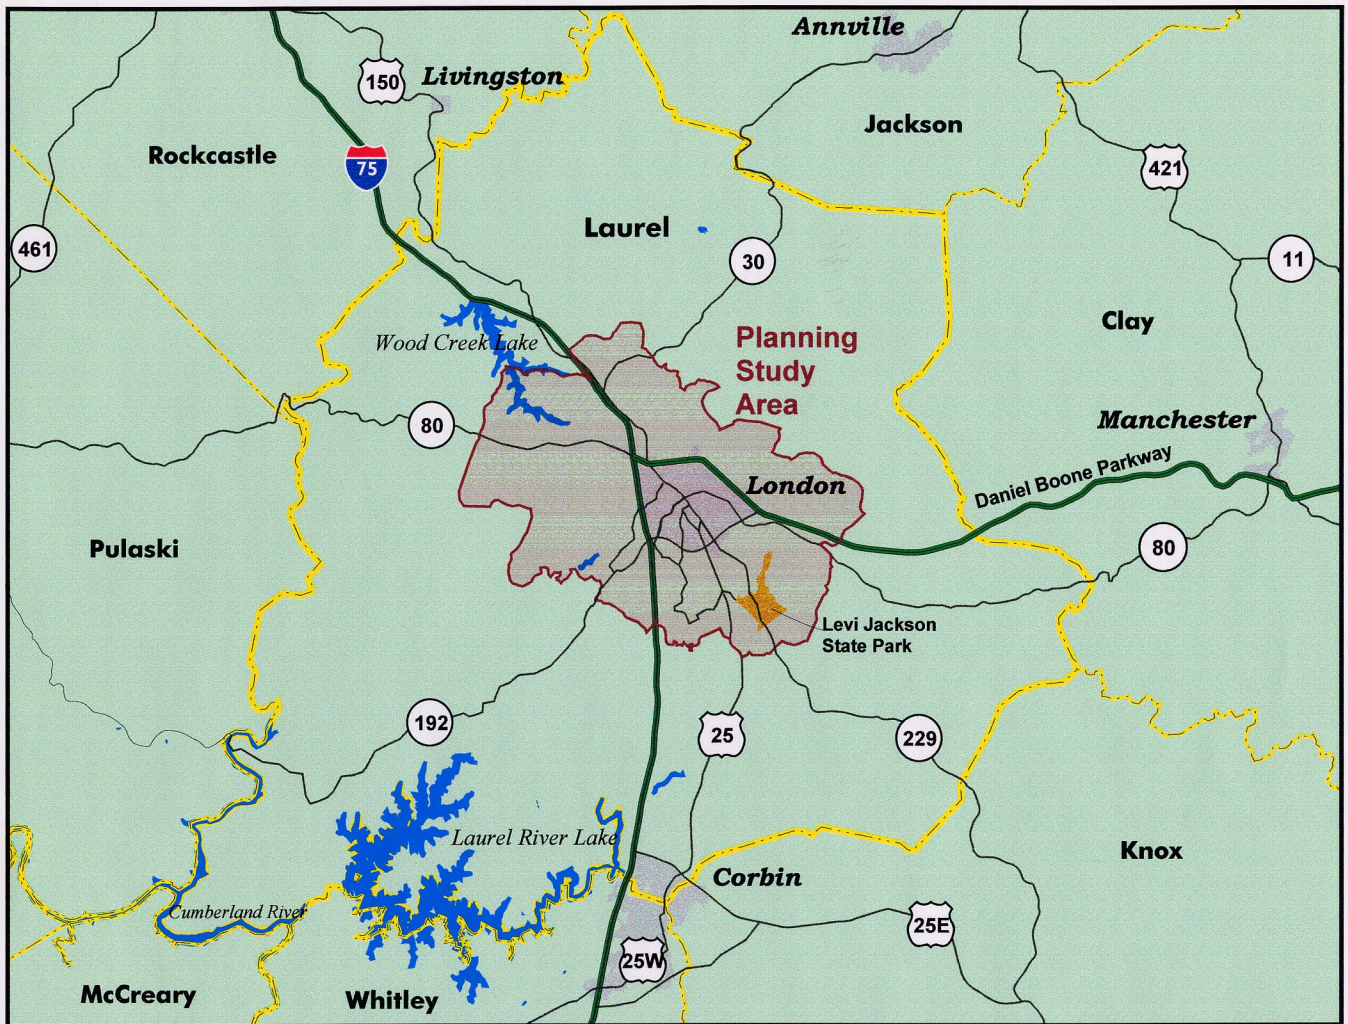 Annville
150
Livingston
Jackson
Rockcastle
75
421
Laurel
461
30
11
Clay
Wood Creek Lake
Planning
Study
Area
80
Manchester
Daniel Boone Parkway
London
Pulaski
80
Levi Jackson
State Park
192
25
229
Laurel River Lake
Knox
Corbin
Cumberland River
25E
25W
McCreary
Whitley